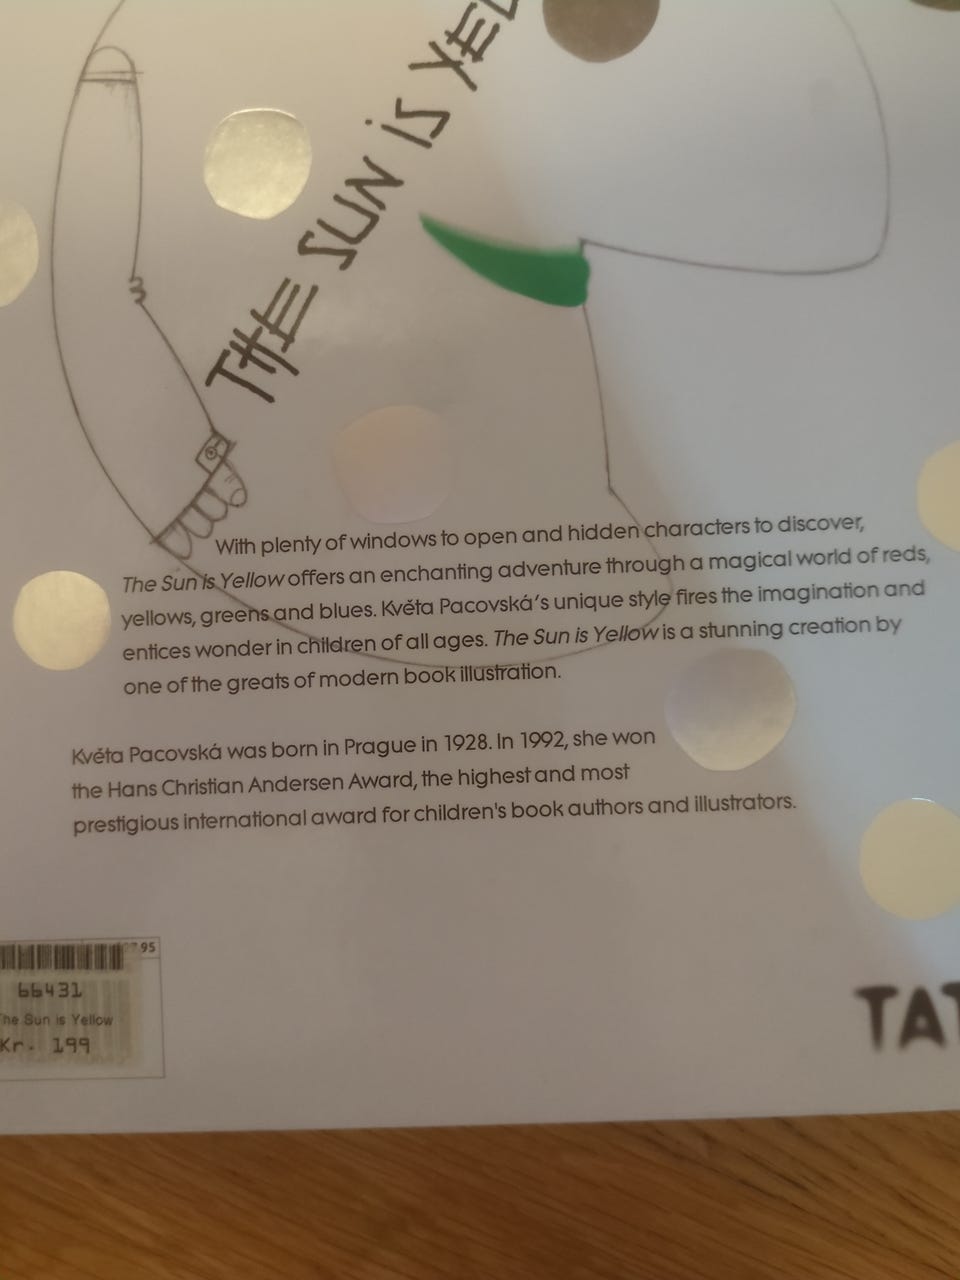 THE SUN iS YEL
With plenty of windows to open and hidden characters to discover,
The Sun is Yellow offers an enchanting adventure through a magical world of reds,
yellows, greens and blues. Květa Pacovská's unique style fires the imagination and
entices wonder in children of all ages. The Sun is Yellow is a stunning creation by
one of the greats of modern book illustration.
Květa Pacovská was born in Prague in 1928. In 1992, she won
the Hans Christian Andersen Award, the highest and most
prestigious international award for children's book authors and illustrators.
95
66431
The Sun is Yellow
Kr. 199
TAT